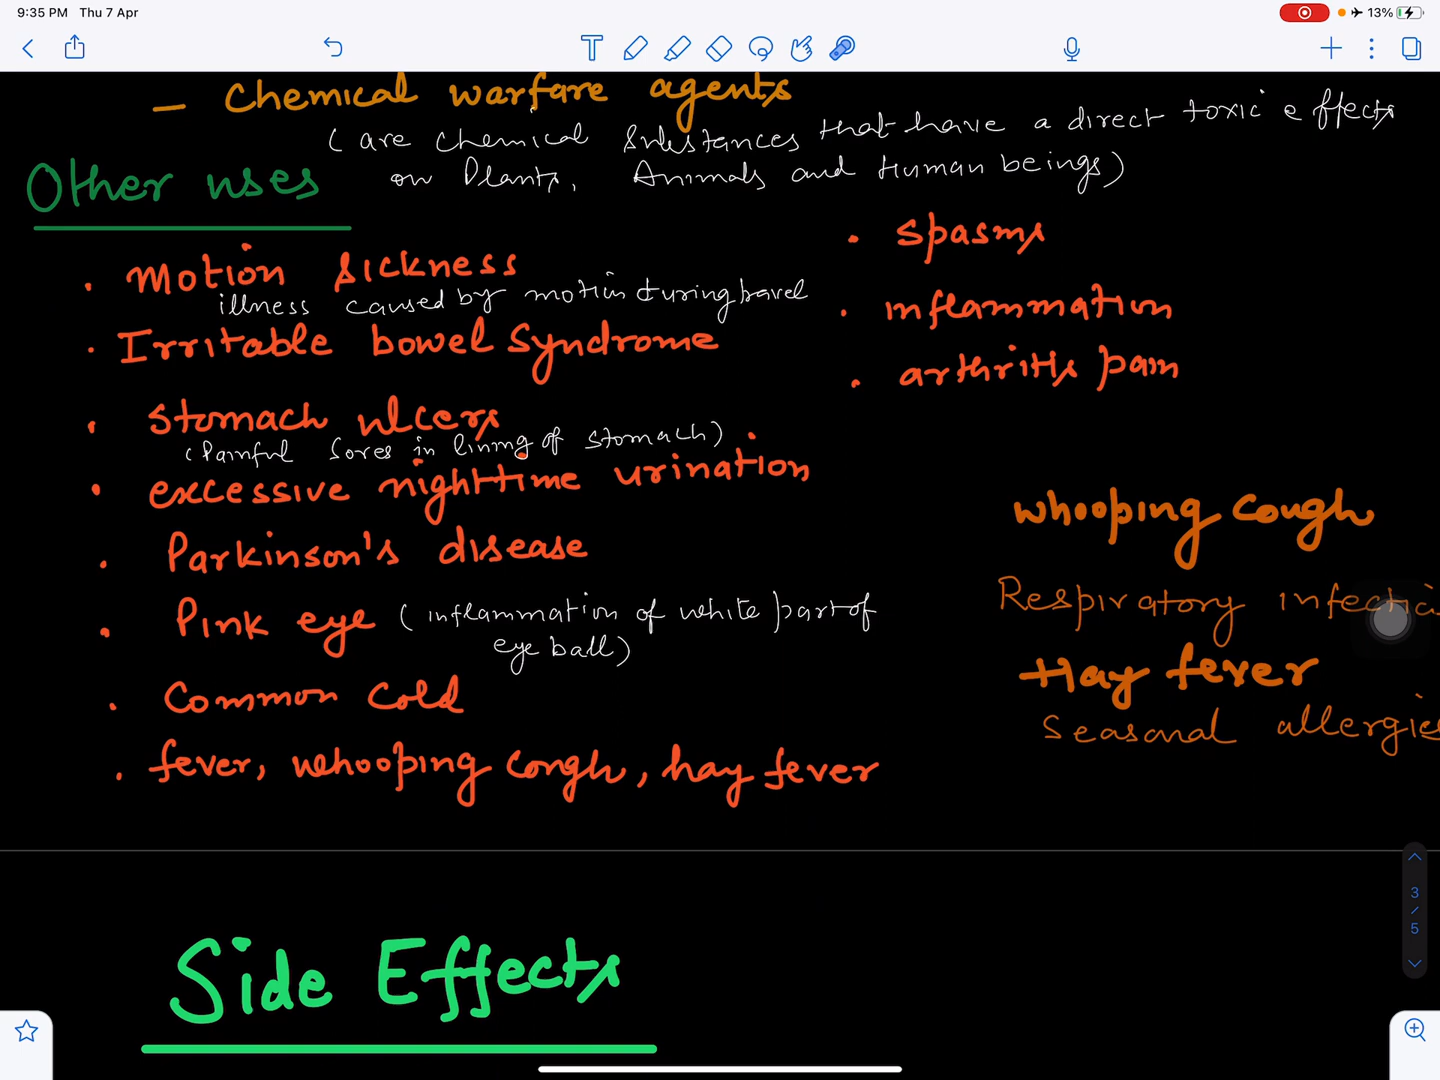 9:35 PM Thu 7 Apr
13%
- Chemical warfare agents
(are chemical substances that have a direct toxic effects
on Plants, Animals and Human beings)
Other uses
. Motion Sickness
illness caused by motion during travel
. Irritable bowel Syndrome
. Stomach ulcers
(Painful Sores in lining of stomach)
. excessive nighttime urination
. Parkinson's disease
. Pink eye (inflammation of white part of
eye ball)
. Common Cold
. fever, whooping cough, hay fever
. Spasms
. inflammation
. arthritis pain
whooping cough
Respiratory
Hay fever
Seasonal allergies
3
/
5
Side Effects